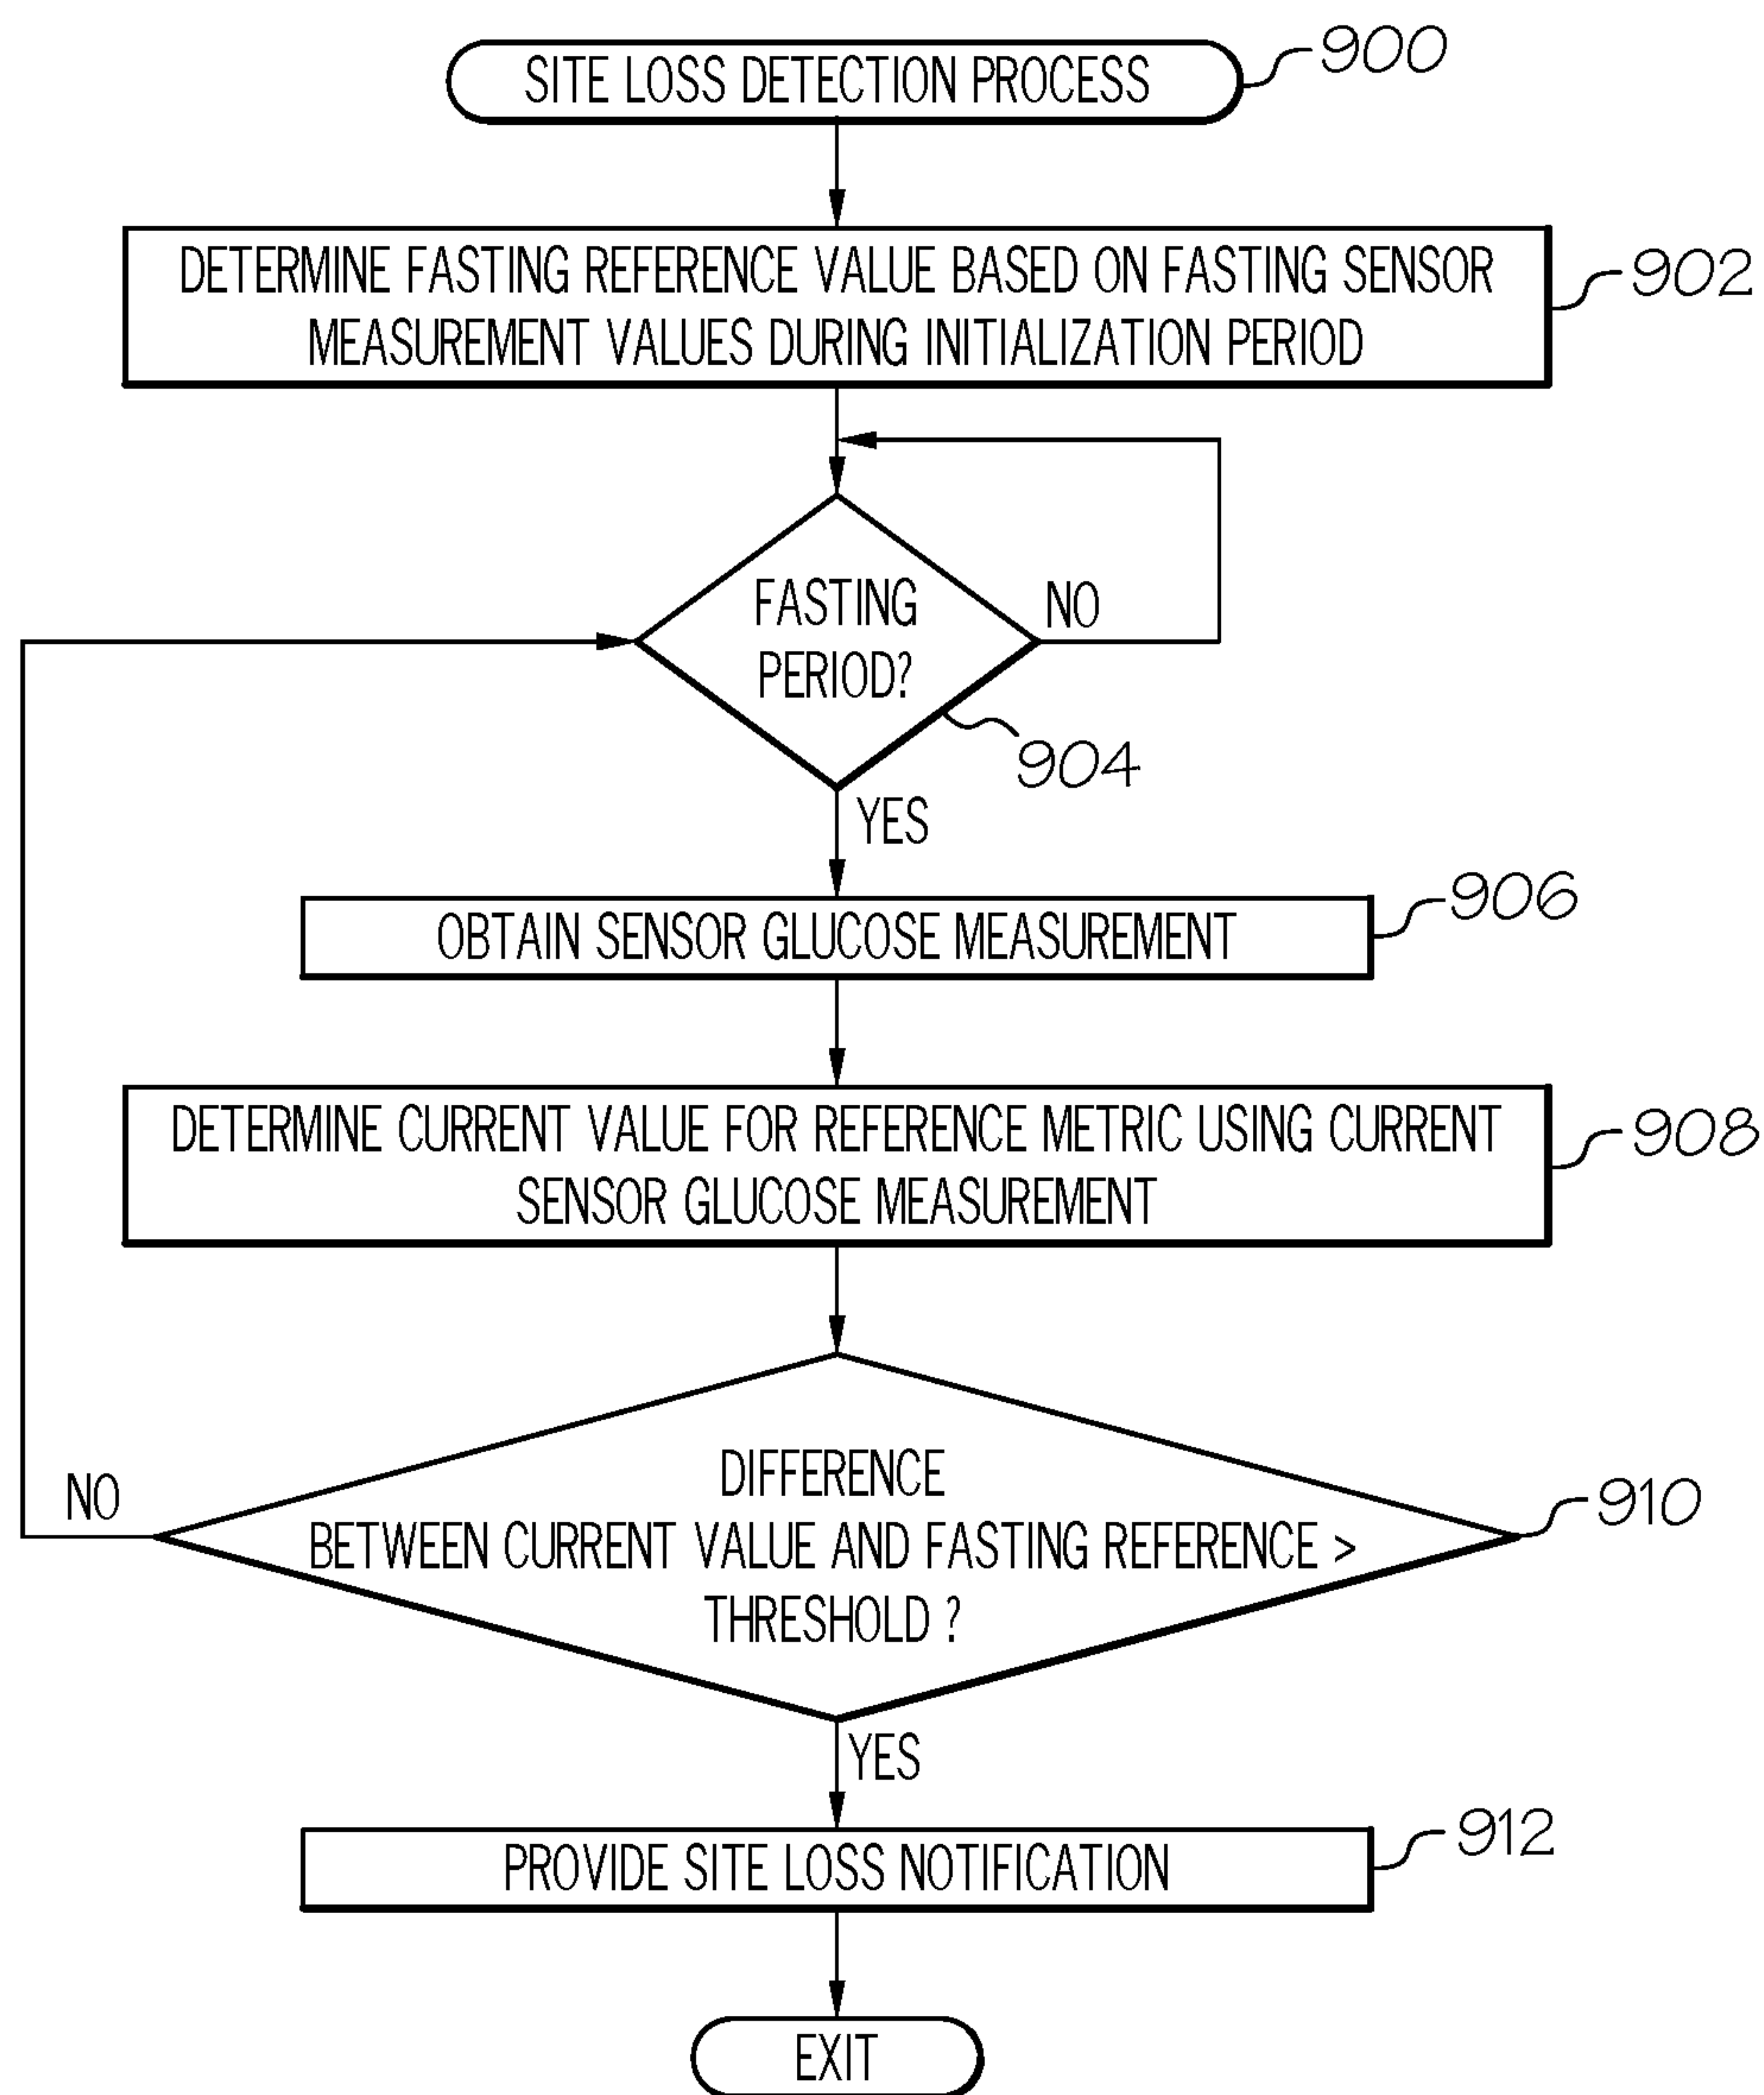 SITE LOSS DETECTION PROCESS
900
DETERMINE FASTING REFERENCE VALUE BASED ON FASTING SENSOR
MEASUREMENT VALUES DURING INITIALIZATION PERIOD
902
FASTING
PERIOD?
NO
904
YES
OBTAIN SENSOR GLUCOSE MEASUREMENT
906
DETERMINE CURRENT VALUE FOR REFERENCE METRIC USING CURRENT
SENSOR GLUCOSE MEASUREMENT
908
DIFFERENCE
BETWEEN CURRENT VALUE AND FASTING REFERENCE >
THRESHOLD ?
NO
910
YES
PROVIDE SITE LOSS NOTIFICATION
912
EXIT